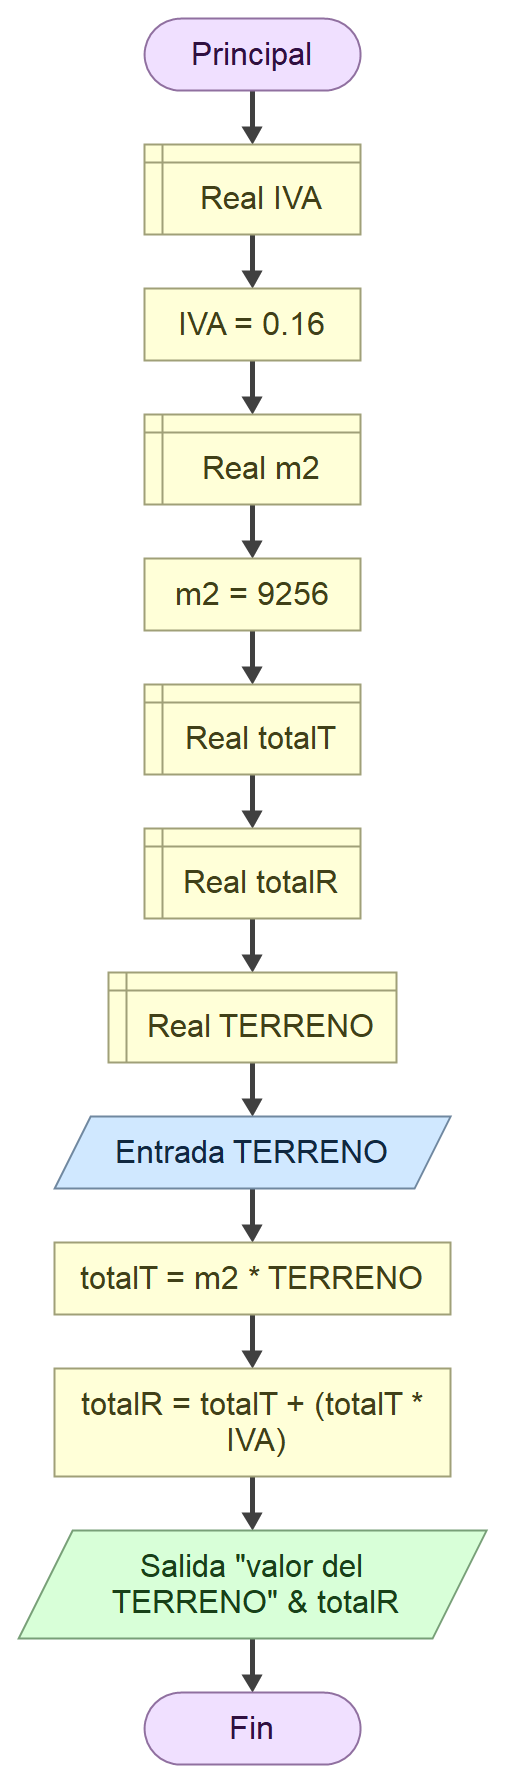 Principal
Real IVA
IVA = 0.16
Real m2
m2 = 9256
Real totalT
Real totalR
Real TERRENO
Entrada TERRENO
totalT = m2 * TERRENO
totalR = totalT + (totalT *
IVA)
Salida "valor del
TERRENO" & totalR
Fin